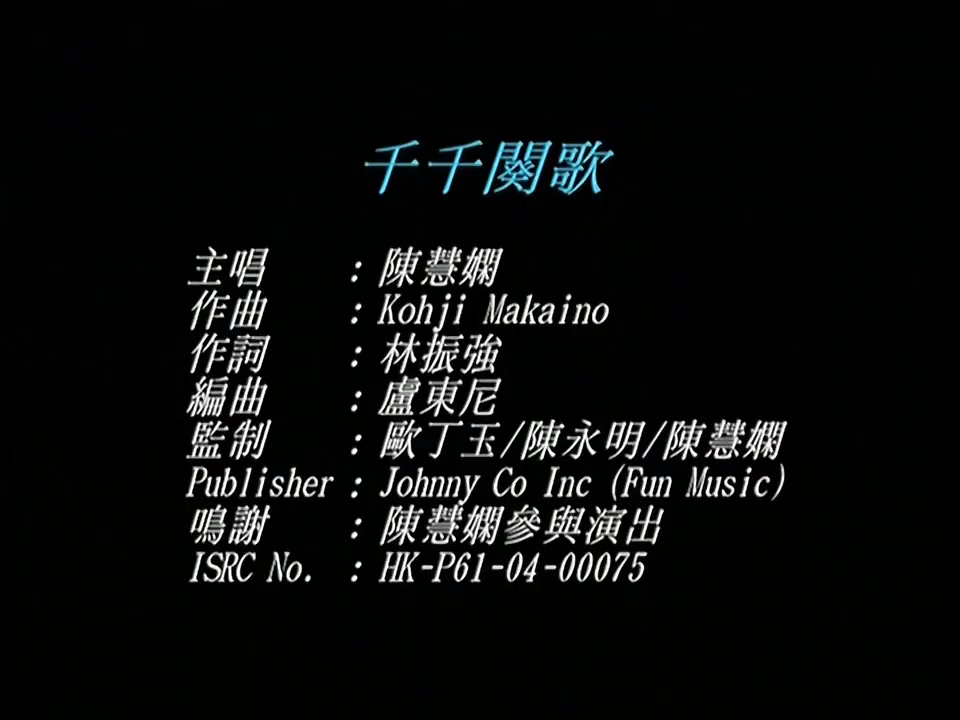 千千闋歌
主唱 : 陳慧嫻
作曲 : Kohji Makaino
作詞 : 林振強
編曲 : 盧東尼
監制 : 歐丁玉/陳永明/陳慧嫻
Publisher : Johnny Co Inc (Fun Music)
鳴謝 : 陳慧嫻參與演出
ISRC No. : HK-P61-04-00075